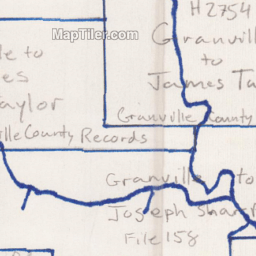 MapTiler.com
H2754
Granvill
to
James Ta
le to
es
aylor
Granville County
lle County Records
Granville to
Joseph Shar
File 158